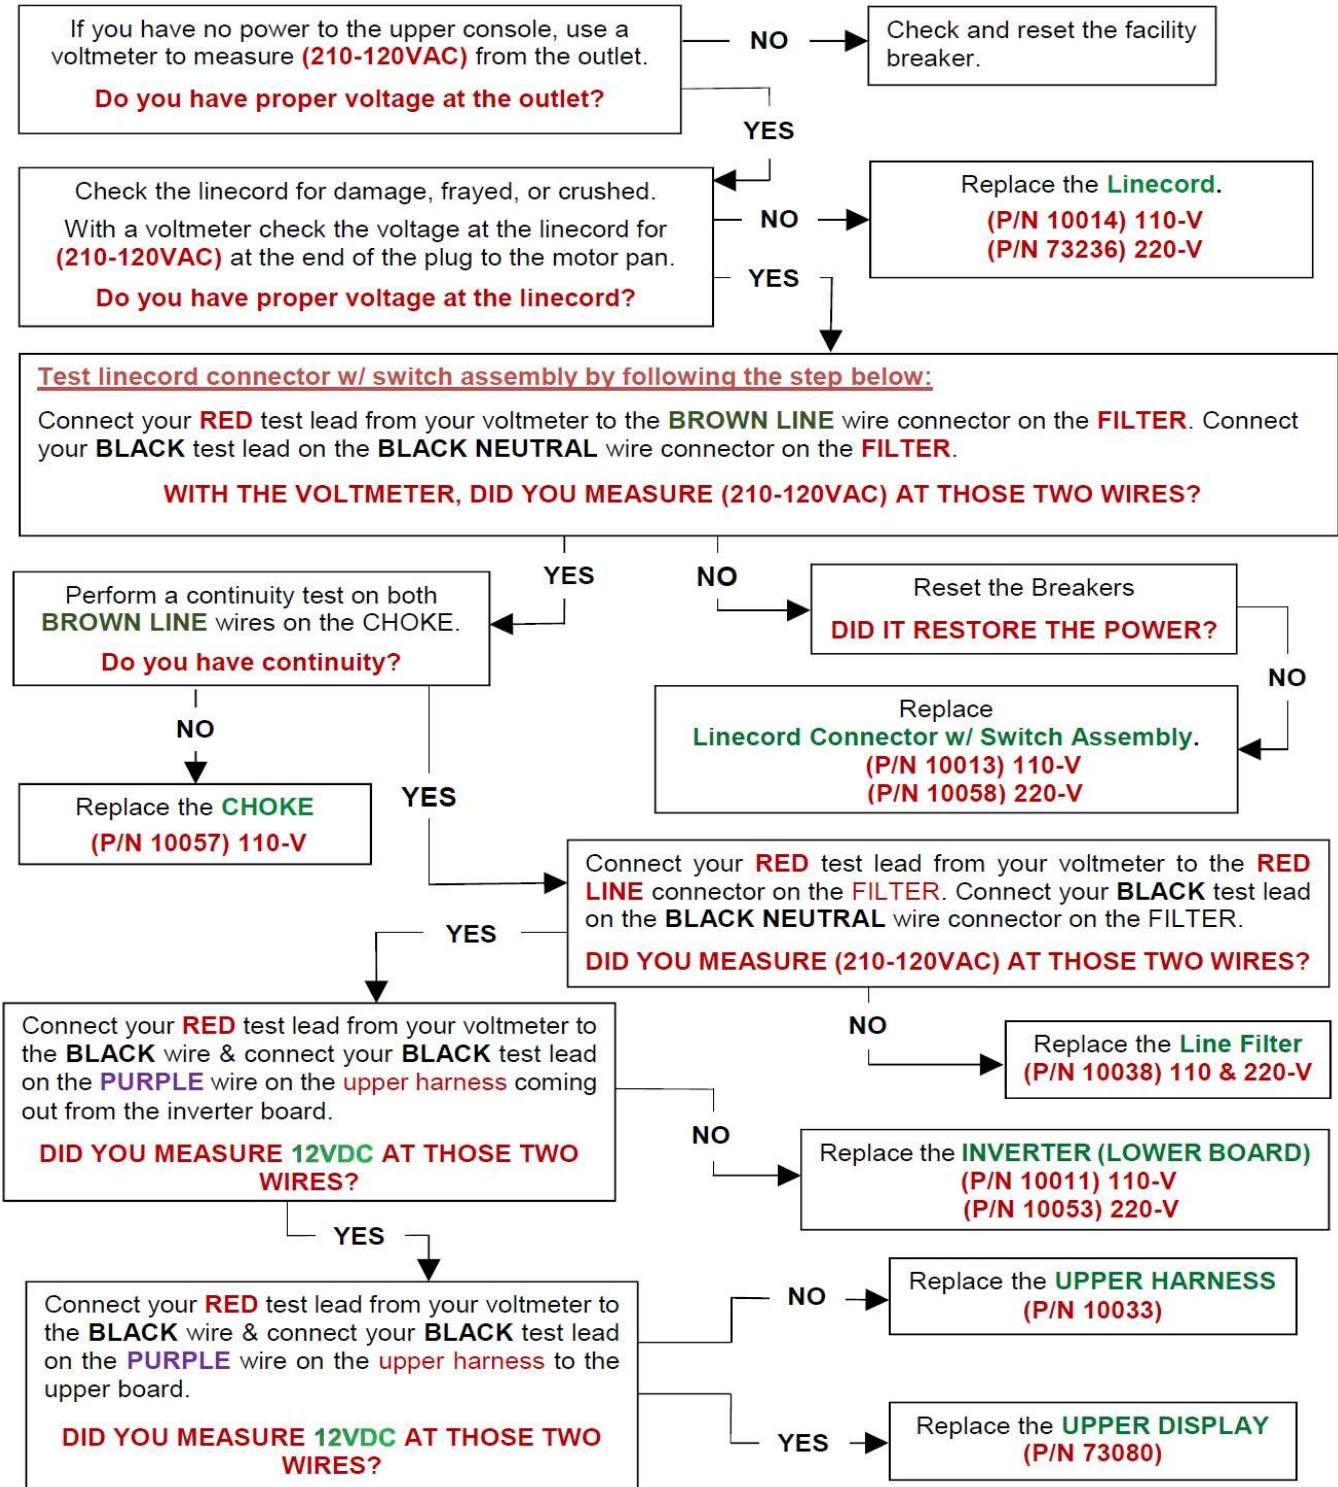 If you have no power to the upper console, use a
voltmeter to measure (210-120VAC) from the outlet.
Do you have proper voltage at the outlet?
NO
Check and reset the facility
breaker.
YES
Check the linecord for damage, frayed, or crushed.
With a voltmeter check the voltage at the linecord for
(210-120VAC) at the end of the plug to the motor pan.
Do you have proper voltage at the linecord?
NO
Replace the Linecord.
(P/N 10014) 110-V
(P/N 73236) 220-V
YES
Test linecord connector w/ switch assembly by following the step below:
Connect your RED test lead from your voltmeter to the BROWN LINE wire connector on the FILTER. Connect
your BLACK test lead on the BLACK NEUTRAL wire connector on the FILTER.
WITH THE VOLTMETER, DID YOU MEASURE (210-120VAC) AT THOSE TWO WIRES?
YES
NO
Perform a continuity test on both
BROWN LINE wires on the CHOKE.
Do you have continuity?
Reset the Breakers
DID IT RESTORE THE POWER?
NO
Replace
Linecord Connector w/ Switch Assembly.
(P/N 10013) 110-V
(P/N 10058) 220-V
NO
Replace the CHOKE
(P/N 10057) 110-V
YES
Connect your RED test lead from your voltmeter to the RED
LINE connector on the FILTER. Connect your BLACK test lead
on the BLACK NEUTRAL wire connector on the FILTER.
DID YOU MEASURE (210-120VAC) AT THOSE TWO WIRES?
YES
NO
Replace the Line Filter
(P/N 10038) 110 & 220-V
Connect your RED test lead from your voltmeter to
the BLACK wire & connect your BLACK test lead
on the PURPLE wire on the upper harness coming
out from the inverter board.
DID YOU MEASURE 12VDC AT THOSE TWO
WIRES?
NO
Replace the INVERTER (LOWER BOARD)
(P/N 10011) 110-V
(P/N 10053) 220-V
YES
Connect your RED test lead from your voltmeter to
the BLACK wire & connect your BLACK test lead
on the PURPLE wire on the upper harness to the
upper board.
DID YOU MEASURE 12VDC AT THOSE TWO
WIRES?
NO
Replace the UPPER HARNESS
(P/N 10033)
YES
Replace the UPPER DISPLAY
(P/N 73080)